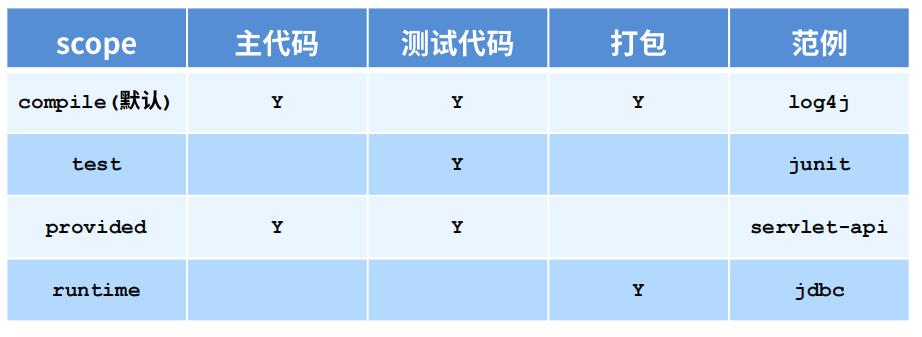 scope 主代码 测试代码 打包 范例
compile(默认) Y Y Y log4j
test Y junit
provided Y Y servlet-api
runtime Y jdbc